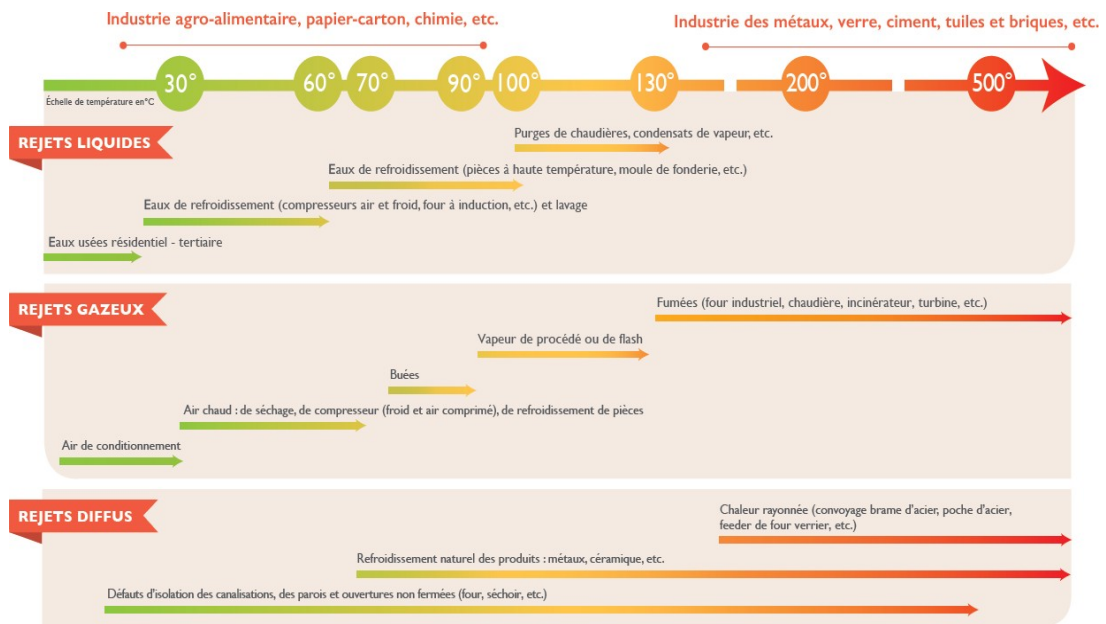 Industrie agro-alimentaire, papier-carton, chimie, etc.
Industrie des métaux, verre, ciment, tuiles et briques, etc.
30° 60° 70° 90° 100° 130° 200° 500°
Échelle de température en°C
REJETS LIQUIDES
Purges de chaudières, condensats de vapeur, etc.
Eaux de refroidissement (pièces à haute température, moule de fonderie, etc.)
Eaux de refroidissement (compresseurs air et froid, four à induction, etc.) et lavage
Eaux usées résidentiel - tertiaire
REJETS GAZEUX
Fumées (four industriel, chaudière, incinérateur, turbine, etc.)
Vapeur de procédé ou de flash
Buées
Air chaud : de séchage, de compresseur (froid et air comprimé), de refroidissement de pièces
Air de conditionnement
REJETS DIFFUS
Chaleur rayonnée (convoyage brame d'acier, poche d'acier,
feeder de four verrier, etc.)
Refroidissement naturel des produits : métaux, céramique, etc.
Défauts d'isolation des canalisations, des parois et ouvertures non fermées (four, séchoir, etc.)